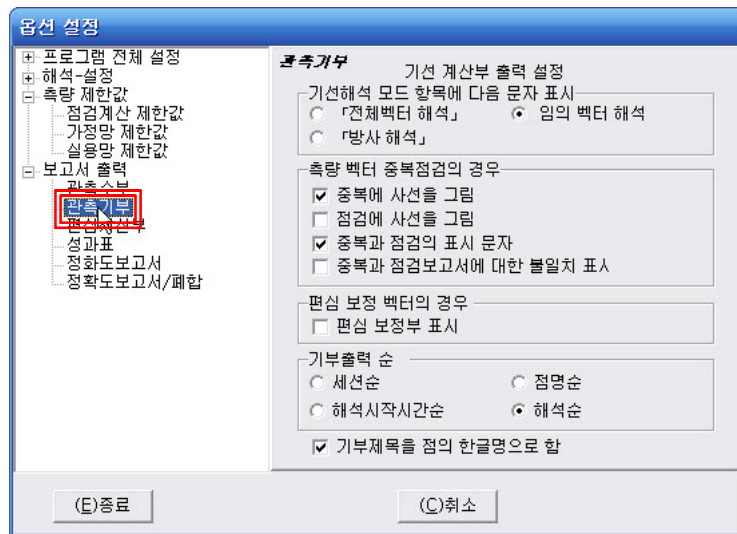 옵션 설정
프로그램 전체 설정
해석-설정
측량 제한값
점검계산 제한값
가정망 제한값
실용망 제한값
보고서 출력
관측수부
관측기부
편심계산부
성과표
정화도보고서
정확도보고서/폐합
관측기부
기선 계산부 출력 설정
기선해석 모드 항목에 다음 문자 표시
「전체벡터 해석」
임의 벡터 해석
「방사 해석」
측량 벡터 중복점검의 경우
중복에 사선을 그림
점검에 사선을 그림
중복과 점검의 표시 문자
중복과 점검보고서에 대한 불일치 표시
편심 보정 벡터의 경우
편심 보정부 표시
기부출력 순
세션순
점명순
해석시작시간순
해석순
기부제목을 점의 한글명으로 함
(E)종료
(C)취소